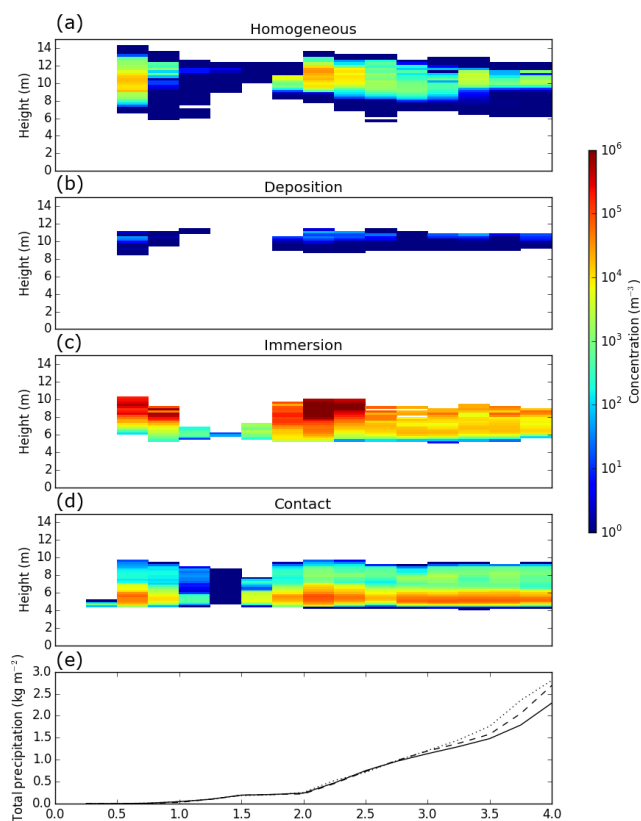 (a)
Homogeneous
Height (m)
14
12
10
8
6
4
2
0
(b)
Deposition
Height (m)
14
12
10
8
6
4
2
0
(c)
Immersion
Height (m)
14
12
10
8
6
4
2
0
(d)
Contact
Height (m)
14
12
10
8
6
4
2
0
(e)
Total precipitation (kg m⁻²)
3.0
2.5
2.0
1.5
1.0
0.5
0.0
0.0 0.5 1.0 1.5 2.0 2.5 3.0 3.5 4.0
10⁶
10⁵
10⁴
10³
10²
10¹
10⁰
Concentration (m⁻³)